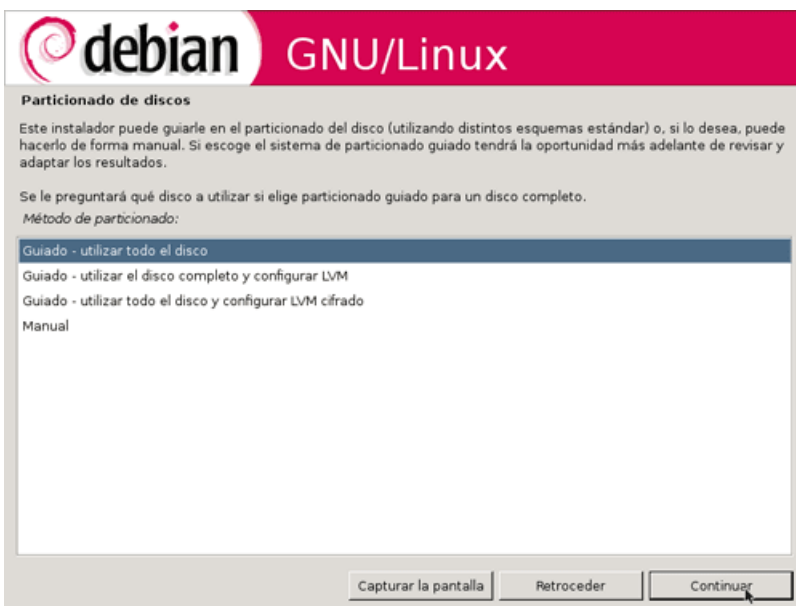 debian GNU/Linux
Particionado de discos
Este instalador puede guiarle en el particionado del disco (utilizando distintos esquemas estándar) o, si lo desea, puede
hacerlo de forma manual. Si escoge el sistema de particionado guiado tendrá la oportunidad más adelante de revisar y
adaptar los resultados.
Se le preguntará qué disco a utilizar si elige particionado guiado para un disco completo.
Método de particionado:
Guiado - utilizar todo el disco
Guiado - utilizar el disco completo y configurar LVM
Guiado - utilizar todo el disco y configurar LVM cifrado
Manual
Capturar la pantalla Retroceder Continuar